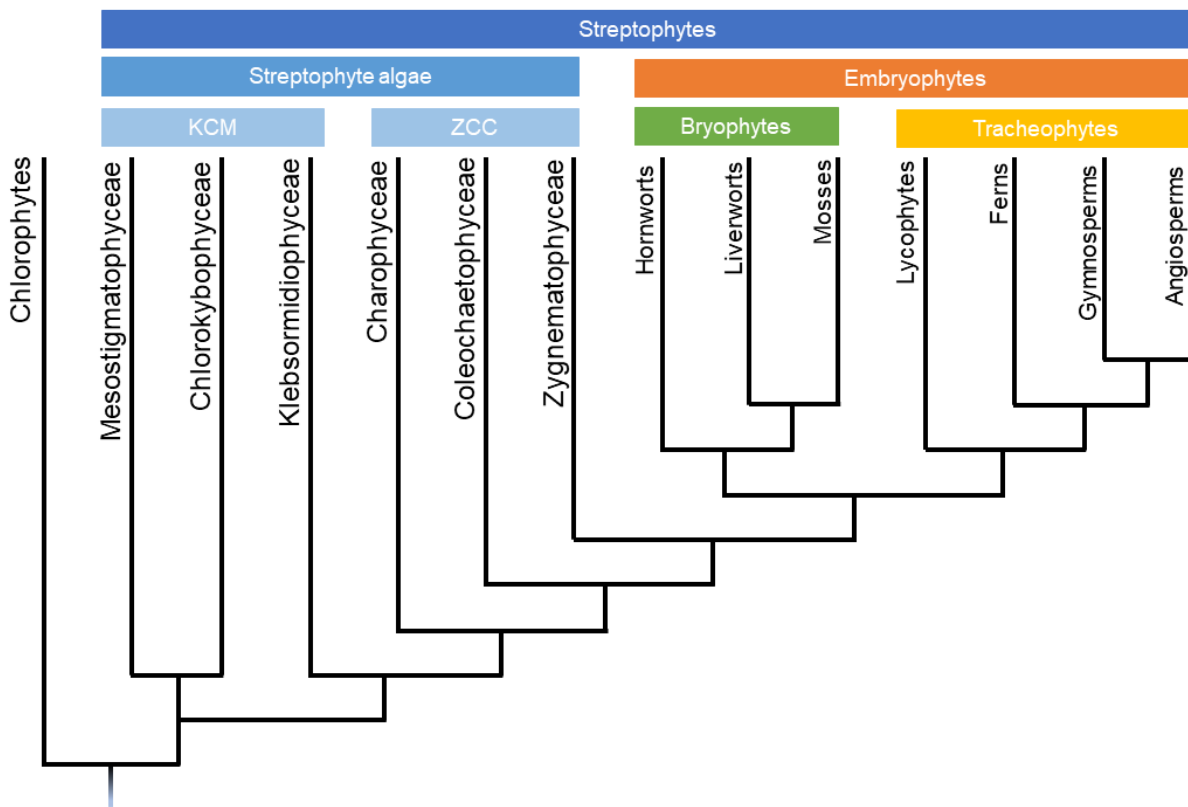 Streptophytes
Streptophyte algae
Embryophytes
KCM
ZCC
Bryophytes
Tracheophytes
Chlorophytes
Mesostigmatophyceae
Chlorokybophyceae
Klebsormidiophyceae
Charophyceae
Coleochaetophyceae
Zygnematophyceae
Hornworts
Liverworts
Mosses
Lycophytes
Ferns
Gymnosperms
Angiosperms